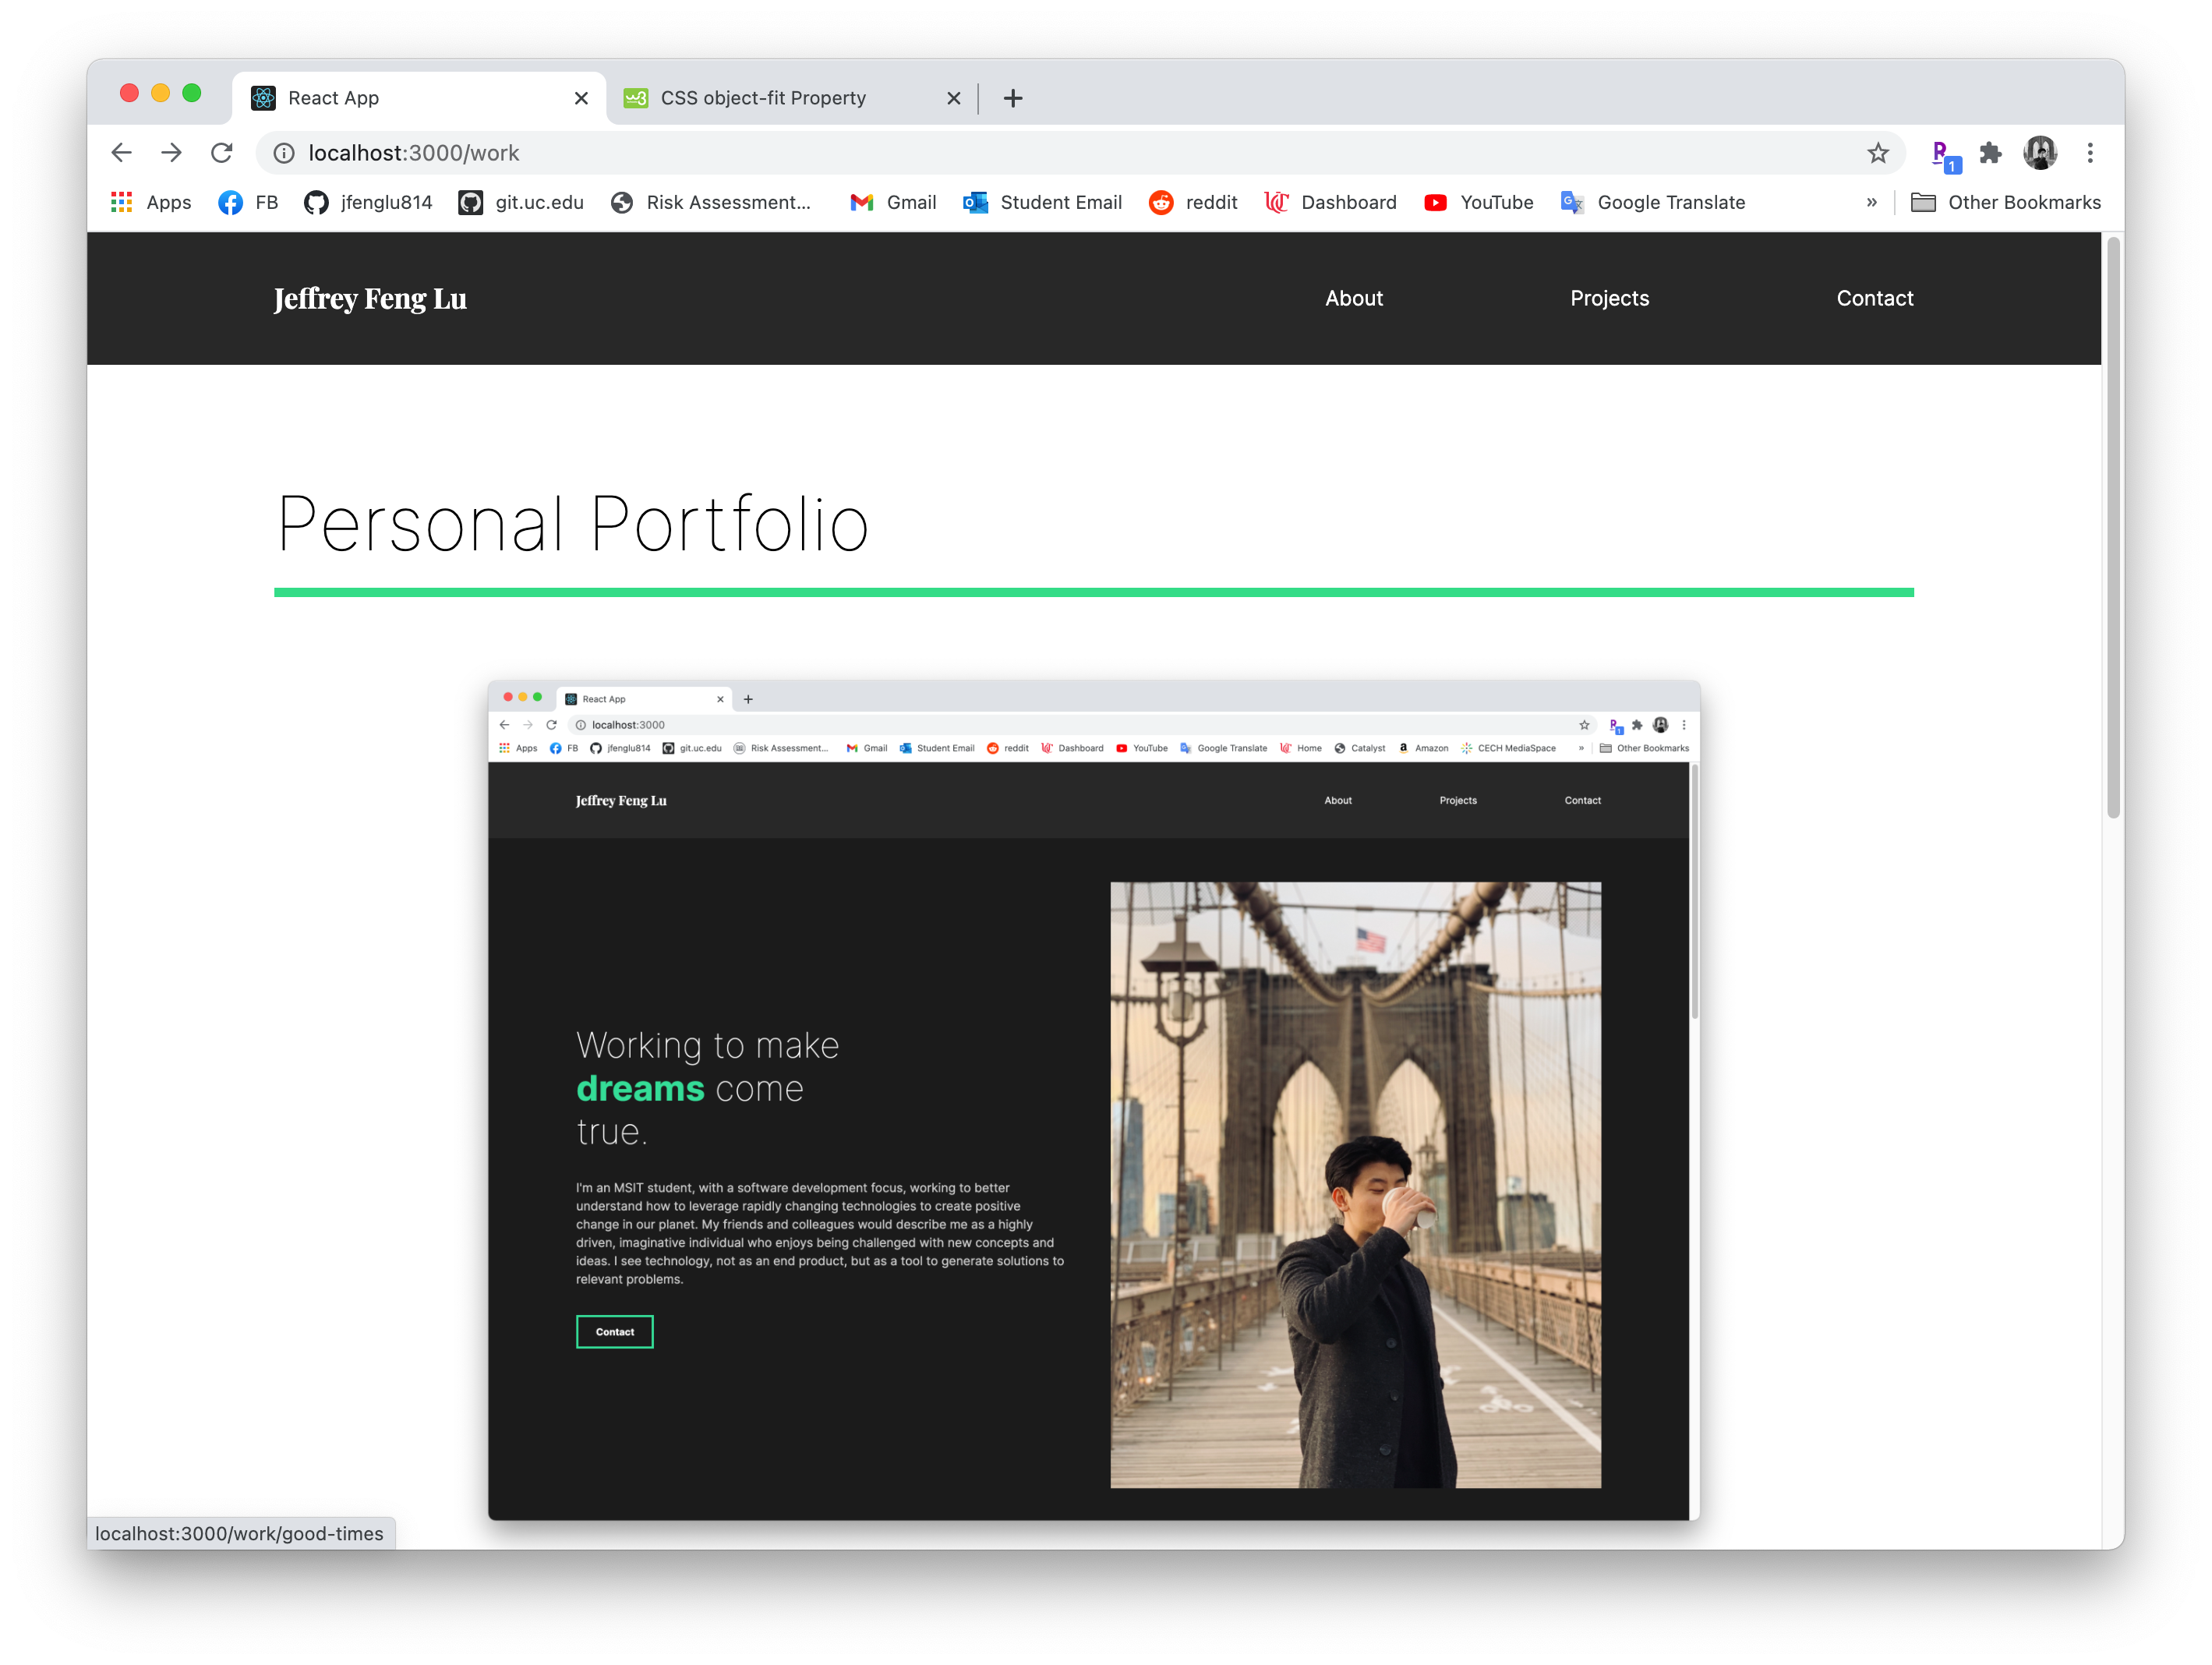 React App
CSS object-fit Property
localhost:3000/work
1
Apps FB jfenglu814 git.uc.edu Risk Assessment... Gmail Student Email reddit Dashboard YouTube Google Translate » Other Bookmarks
Jeffrey Feng Lu About Projects Contact
Personal Portfolio
React App
localhost:3000
1
Apps FB jfenglu814 git.uc.edu Risk Assessment... Gmail Student Email reddit Dashboard YouTube Google Translate Home Catalyst Amazon CECH MediaSpace » Other Bookmarks
Jeffrey Feng Lu About Projects Contact
Working to make
dreams come
true.
I'm an MSIT student, with a software development focus, working to better
understand how to leverage rapidly changing technologies to create positive
change in our planet. My friends and colleagues would describe me as a highly
driven, imaginative individual who enjoys being challenged with new concepts and
ideas. I see technology, not as an end product, but as a tool to generate solutions to
relevant problems.
Contact
localhost:3000/work/good-times